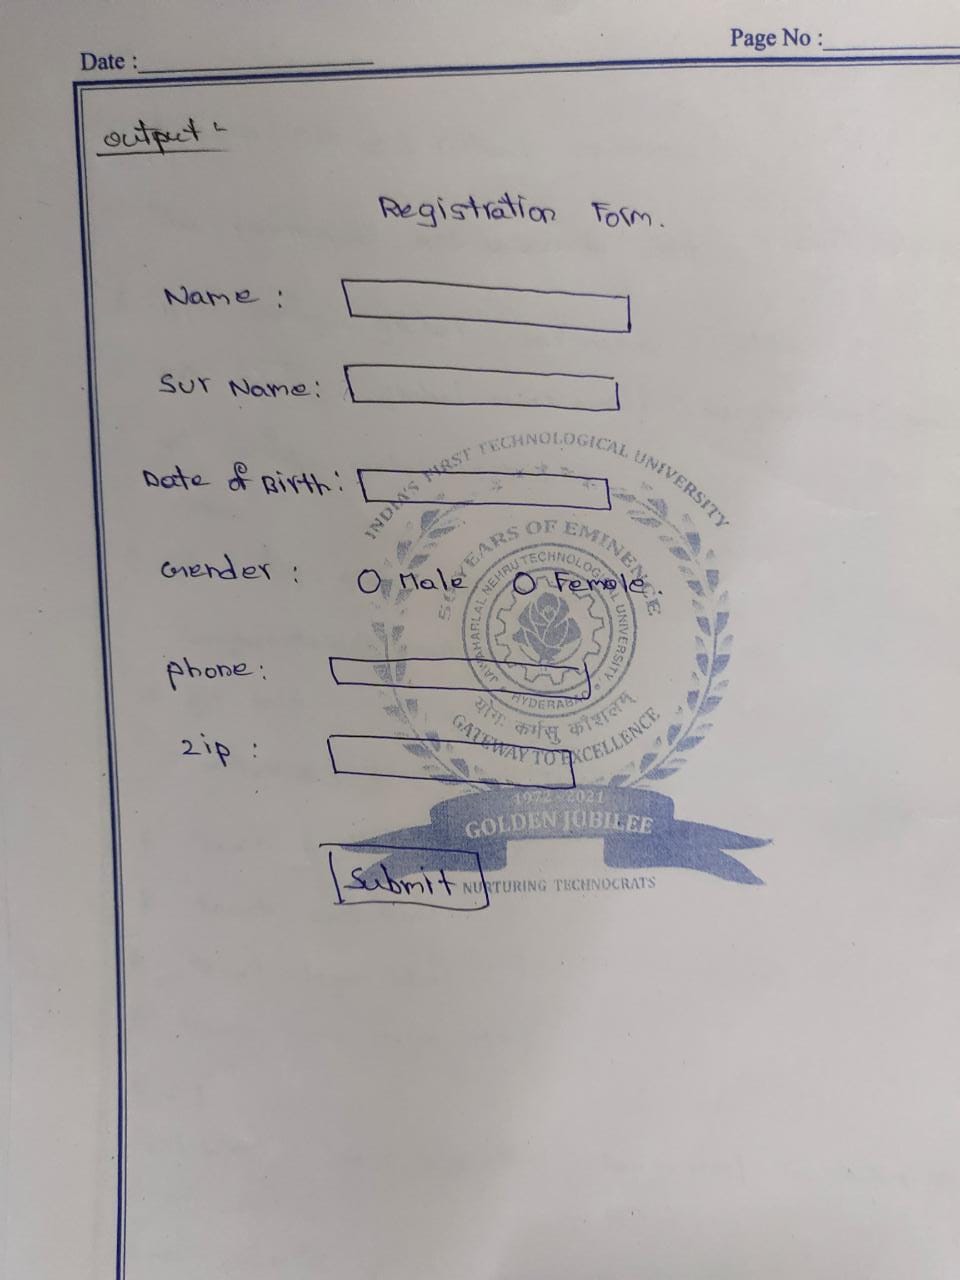 Page No :
Date :
output -
Registration Form.
Name :
Sur Name :
Date of Birth :
Gender : O Male O Female.
phone :
zip :
Submit
INDIA'S FIRST TECHNOLOGICAL UNIVERSITY
50 YEARS OF EMINENCE
JAWAHARLAL NEHRU TECHNOLOGICAL UNIVERSITY
HYDERABAD
योगः कर्मसु कौशलम्
GATEWAY TO EXCELLENCE
1972 - 2021
GOLDEN JUBILEE
NURTURING TECHNOCRATS